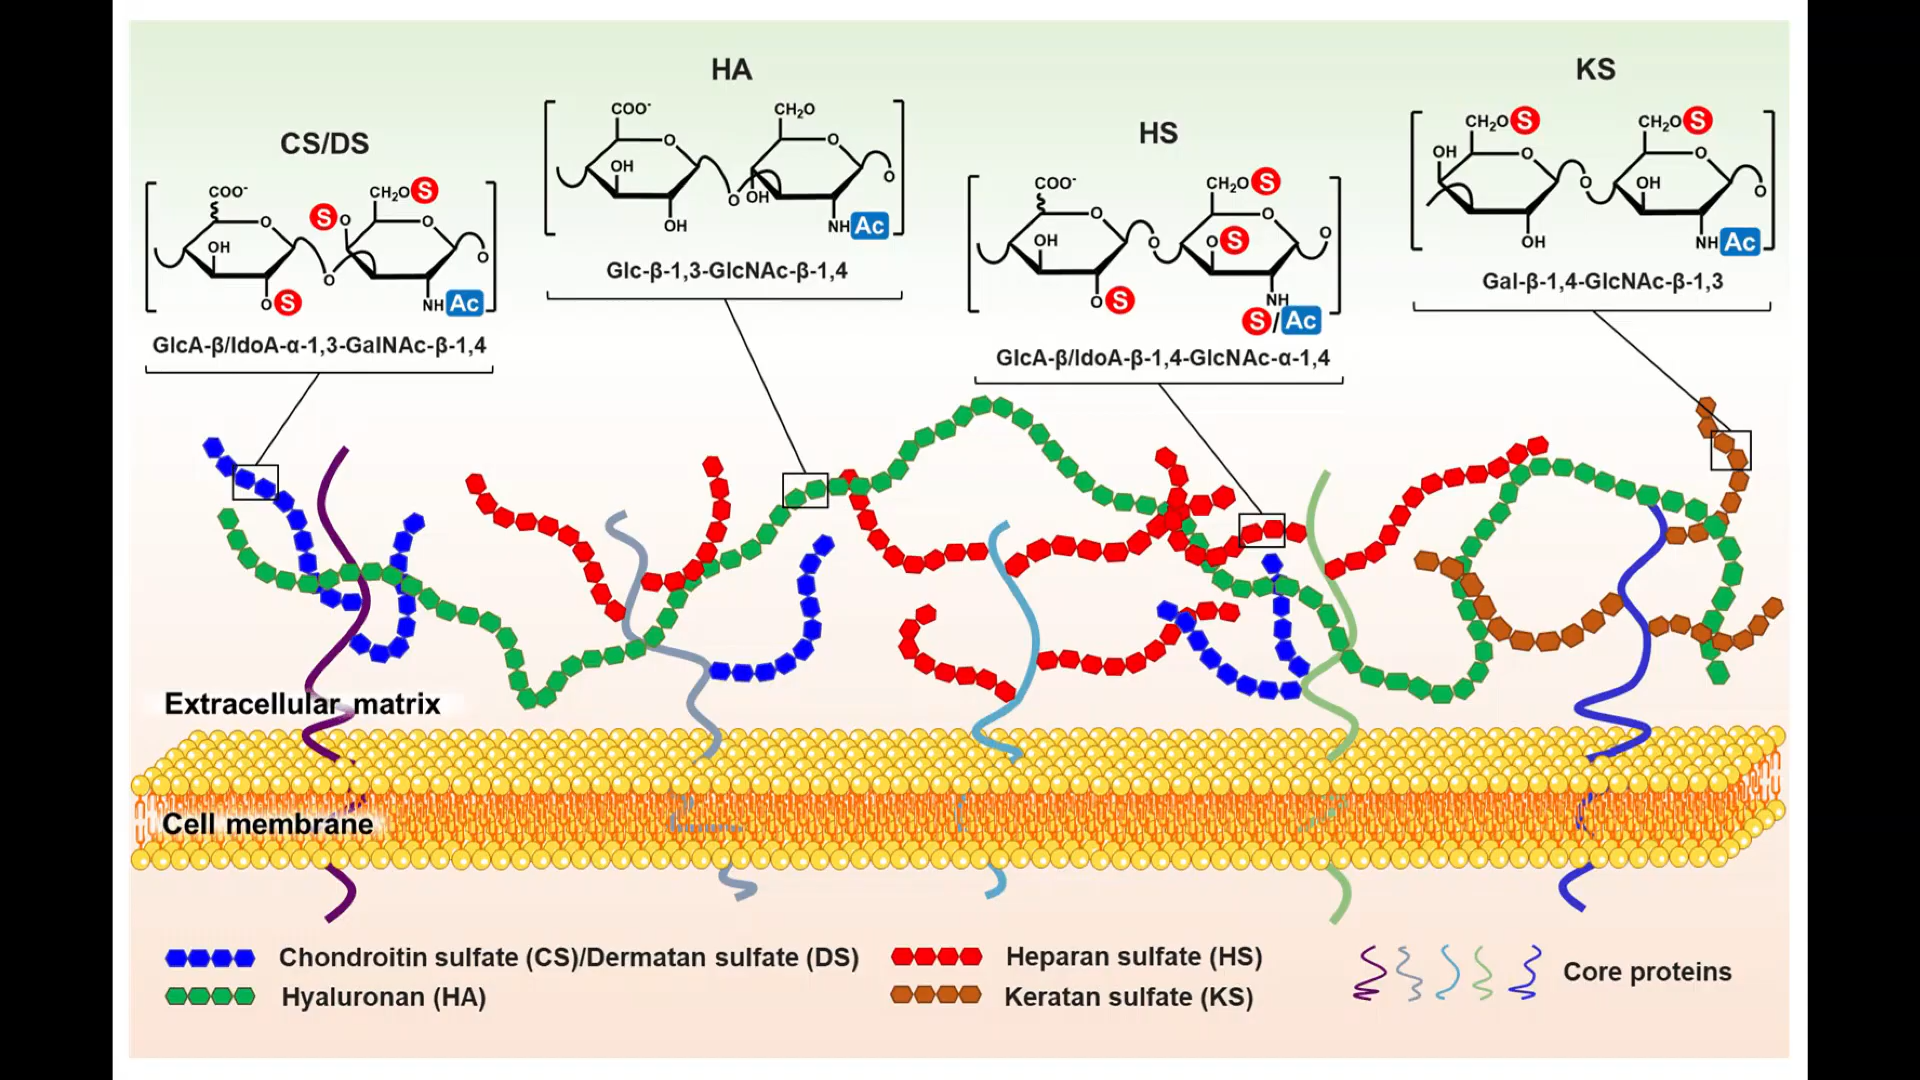 HA
KS
CS/DS
HS
COO-
O
OH
OH
O
CH2O
O
OH
NH Ac
O
Glc-β-1,3-GlcNAc-β-1,4
CH2O S
OH
O
OH
O
CH2O S
O
OH
NH Ac
O
Gal-β-1,4-GlcNAc-β-1,3
COO-
O
OH
O S
O
S O
CH2O S
O
NH Ac
O
GlcA-β/IdoA-α-1,3-GalNAc-β-1,4
COO-
O
OH
O S
O
CH2O S
O
O S
NH
S/Ac
O
GlcA-β/IdoA-β-1,4-GlcNAc-α-1,4
Extracellular matrix
Cell membrane
Chondroitin sulfate (CS)/Dermatan sulfate (DS)
Heparan sulfate (HS)
Hyaluronan (HA)
Keratan sulfate (KS)
Core proteins